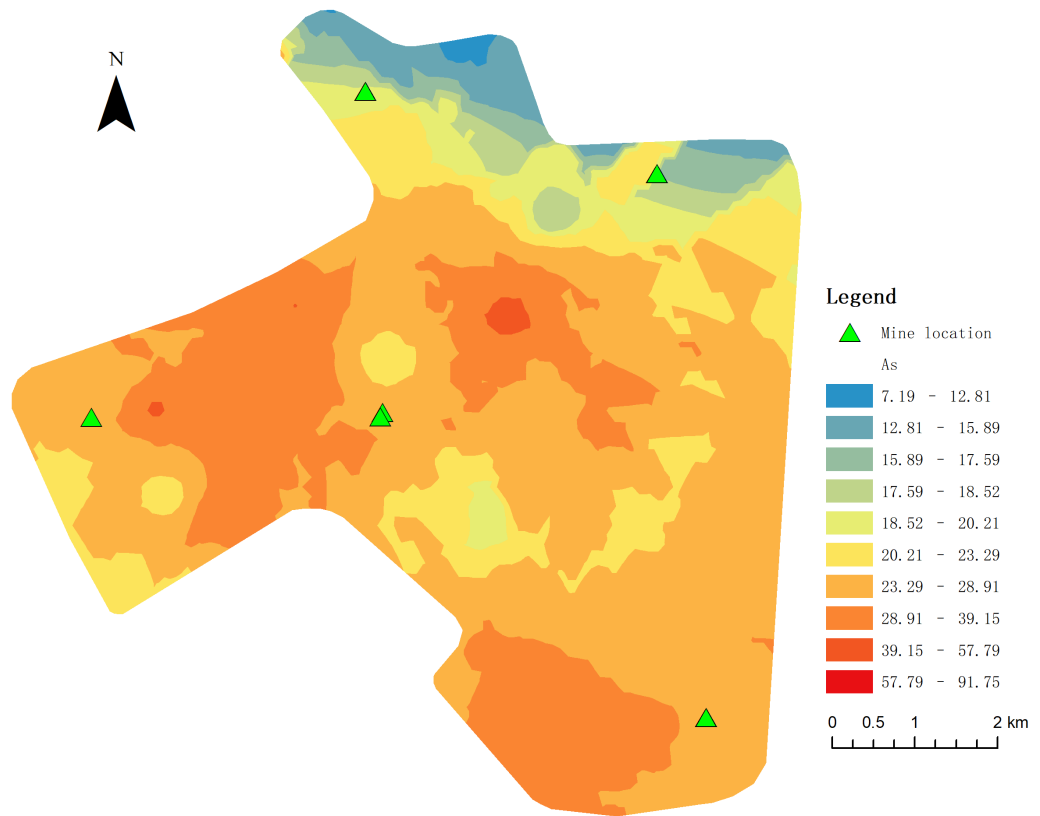 N
Legend
Mine location
As
7.19 - 12.81
12.81 - 15.89
15.89 - 17.59
17.59 - 18.52
18.52 - 20.21
20.21 - 23.29
23.29 - 28.91
28.91 - 39.15
39.15 - 57.79
57.79 - 91.75
0 0.5 1 2 km